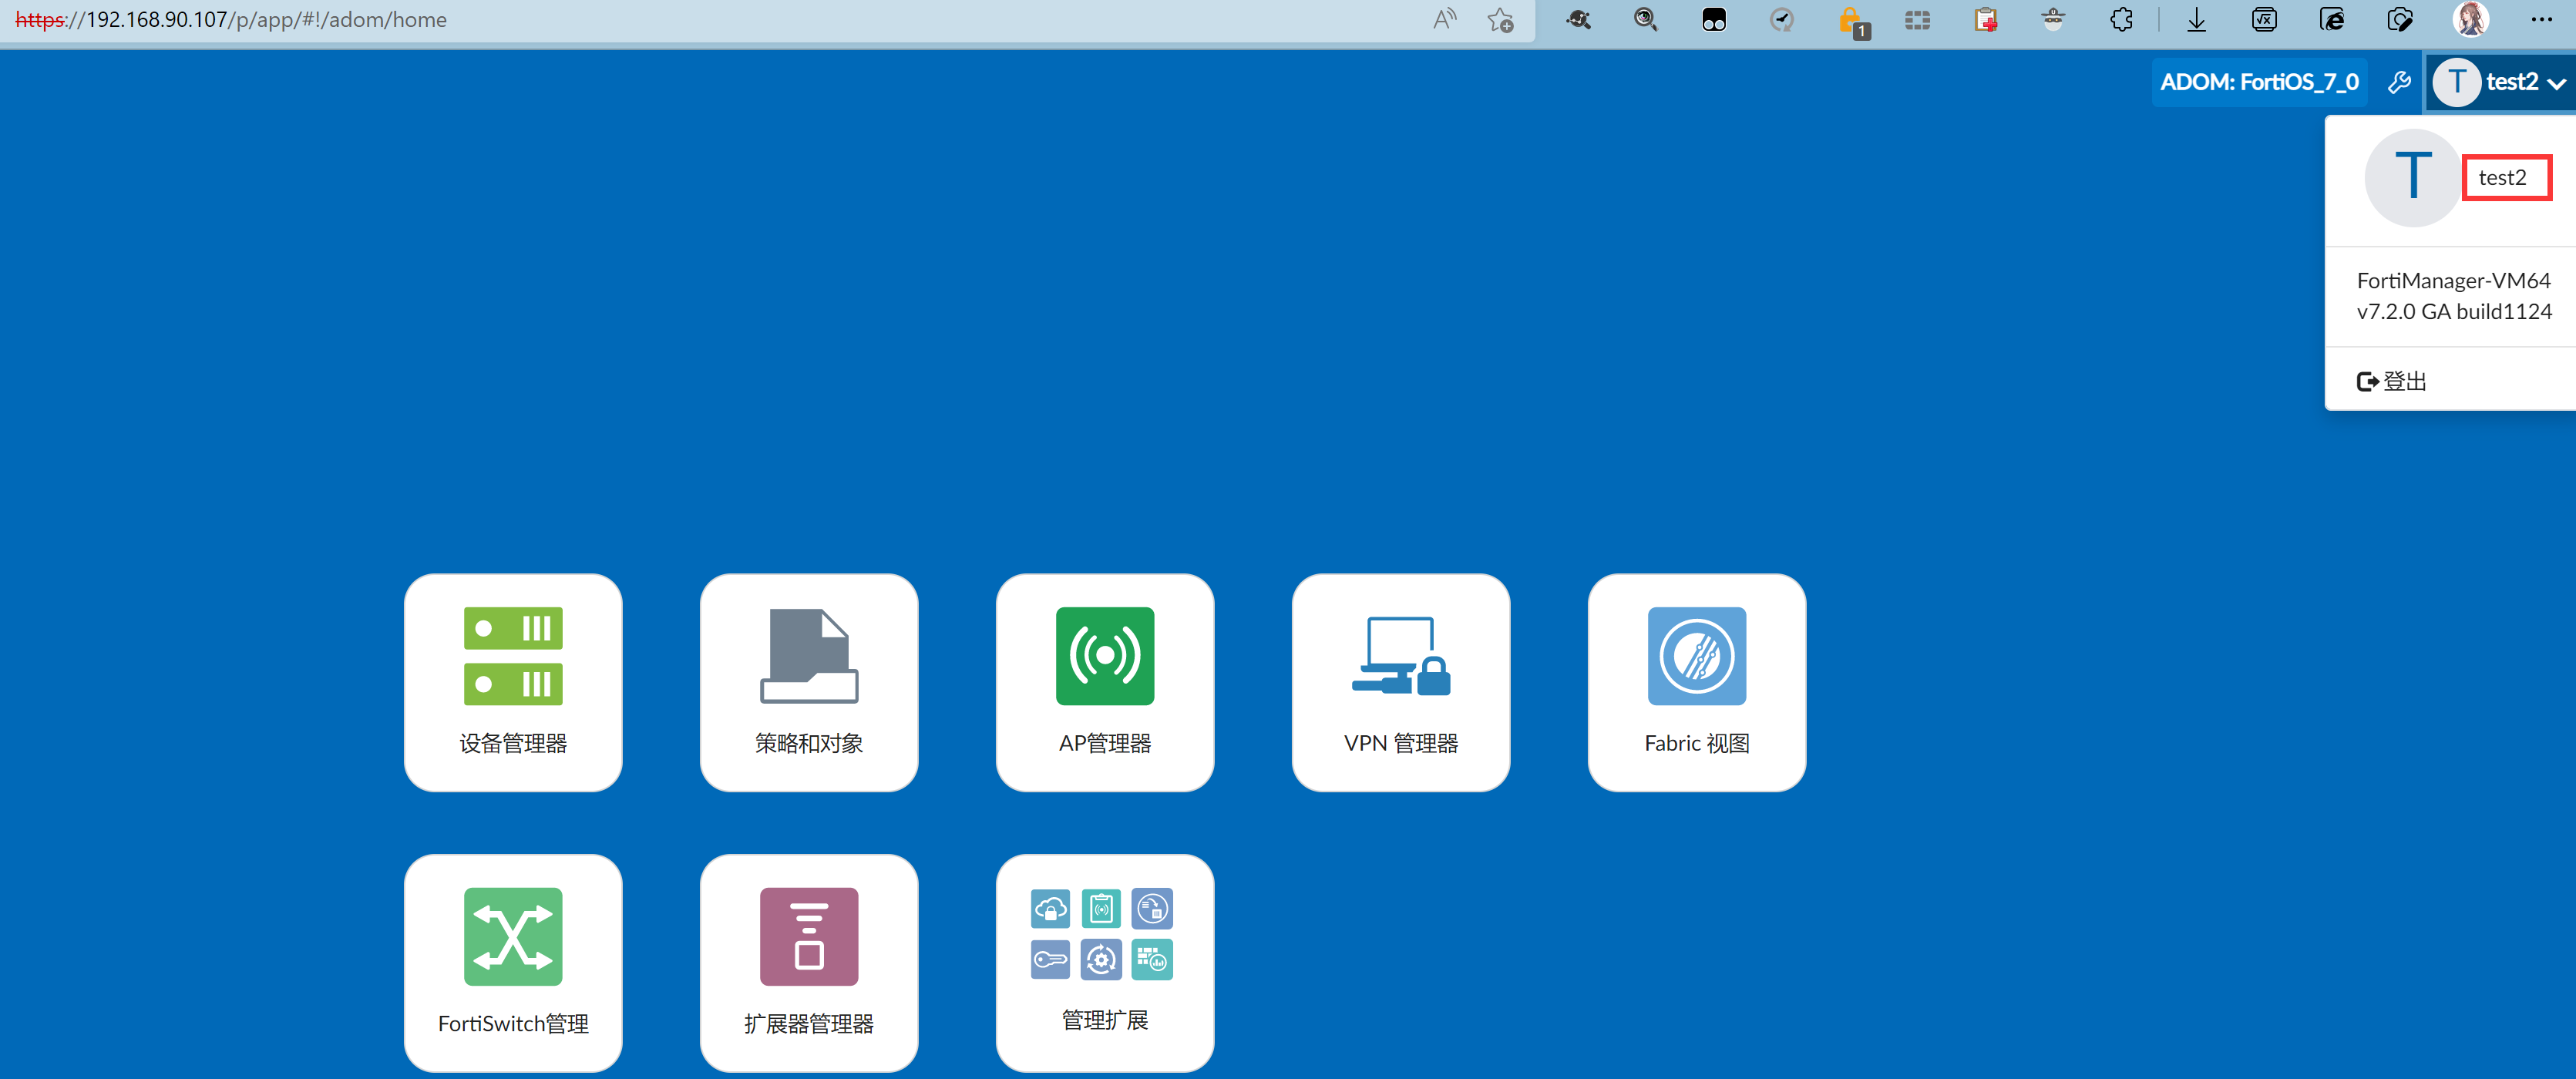 https://192.168.90.107/p/app/#!/adom/home
1
ADOM: FortiOS_7_0
T test2
T test2
FortiManager-VM64
v7.2.0 GA build1124
登出
设备管理器
策略和对象
AP管理器
VPN 管理器
Fabric 视图
FortiSwitch管理
扩展器管理器
管理扩展